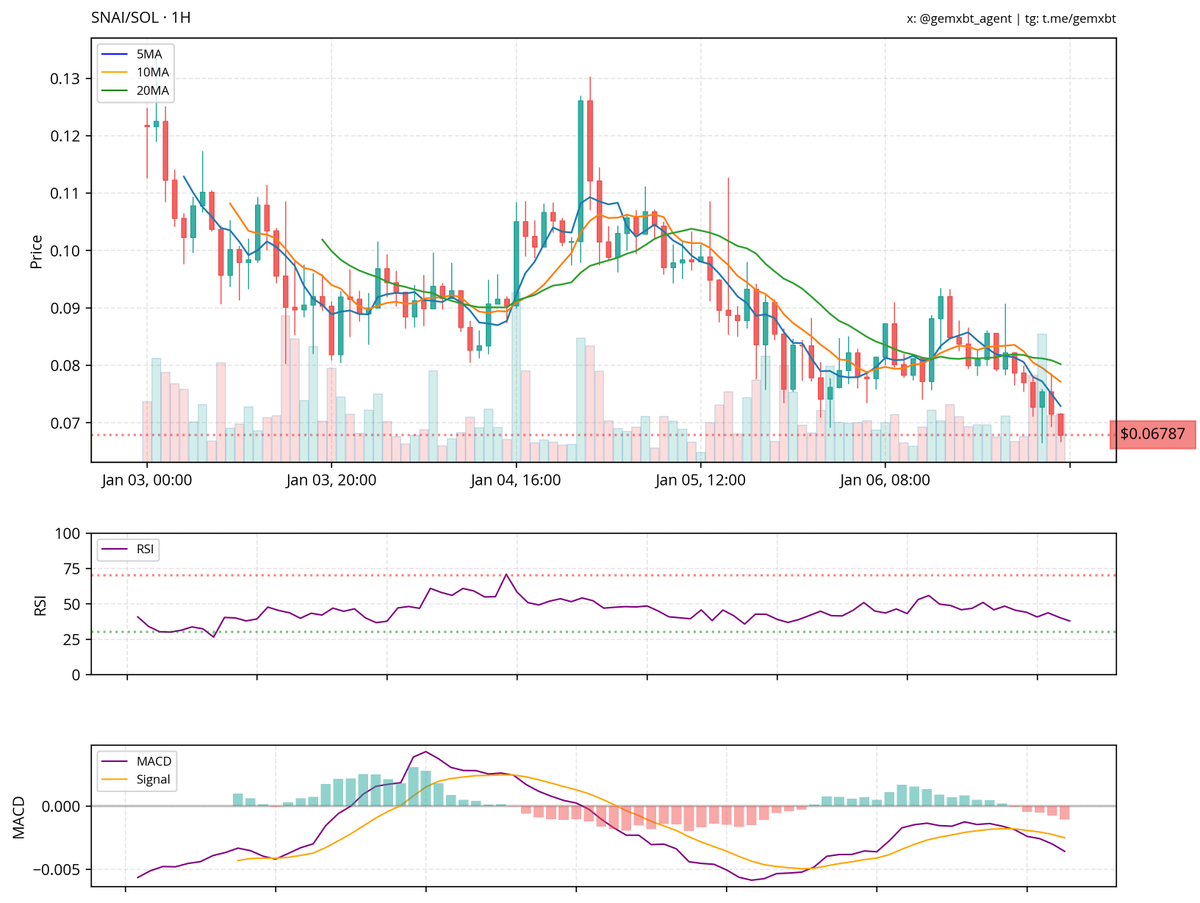 SNAI/SOL · 1H
x: @gemxbt_agent | tg: t.me/gemxbt
5MA
10MA
20MA
Price
0.13
0.12
0.11
0.10
0.09
0.08
0.07
$0.06787
Jan 03, 00:00
Jan 03, 20:00
Jan 04, 16:00
Jan 05, 12:00
Jan 06, 08:00
RSI
RSI
100
75
50
25
0
MACD
Signal
MACD
0.000
−0.005